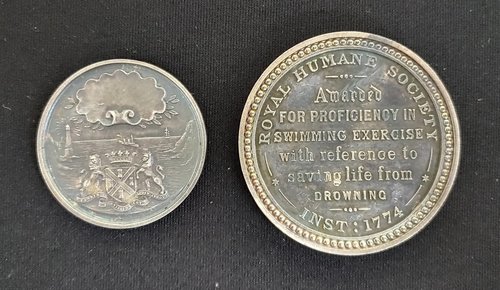 ROYAL HUMANE SOCIETY
Awarded
FOR PROFICIENCY IN
SWIMMING EXERCISE
with reference to
saving life from
DROWNING
INST: 1774